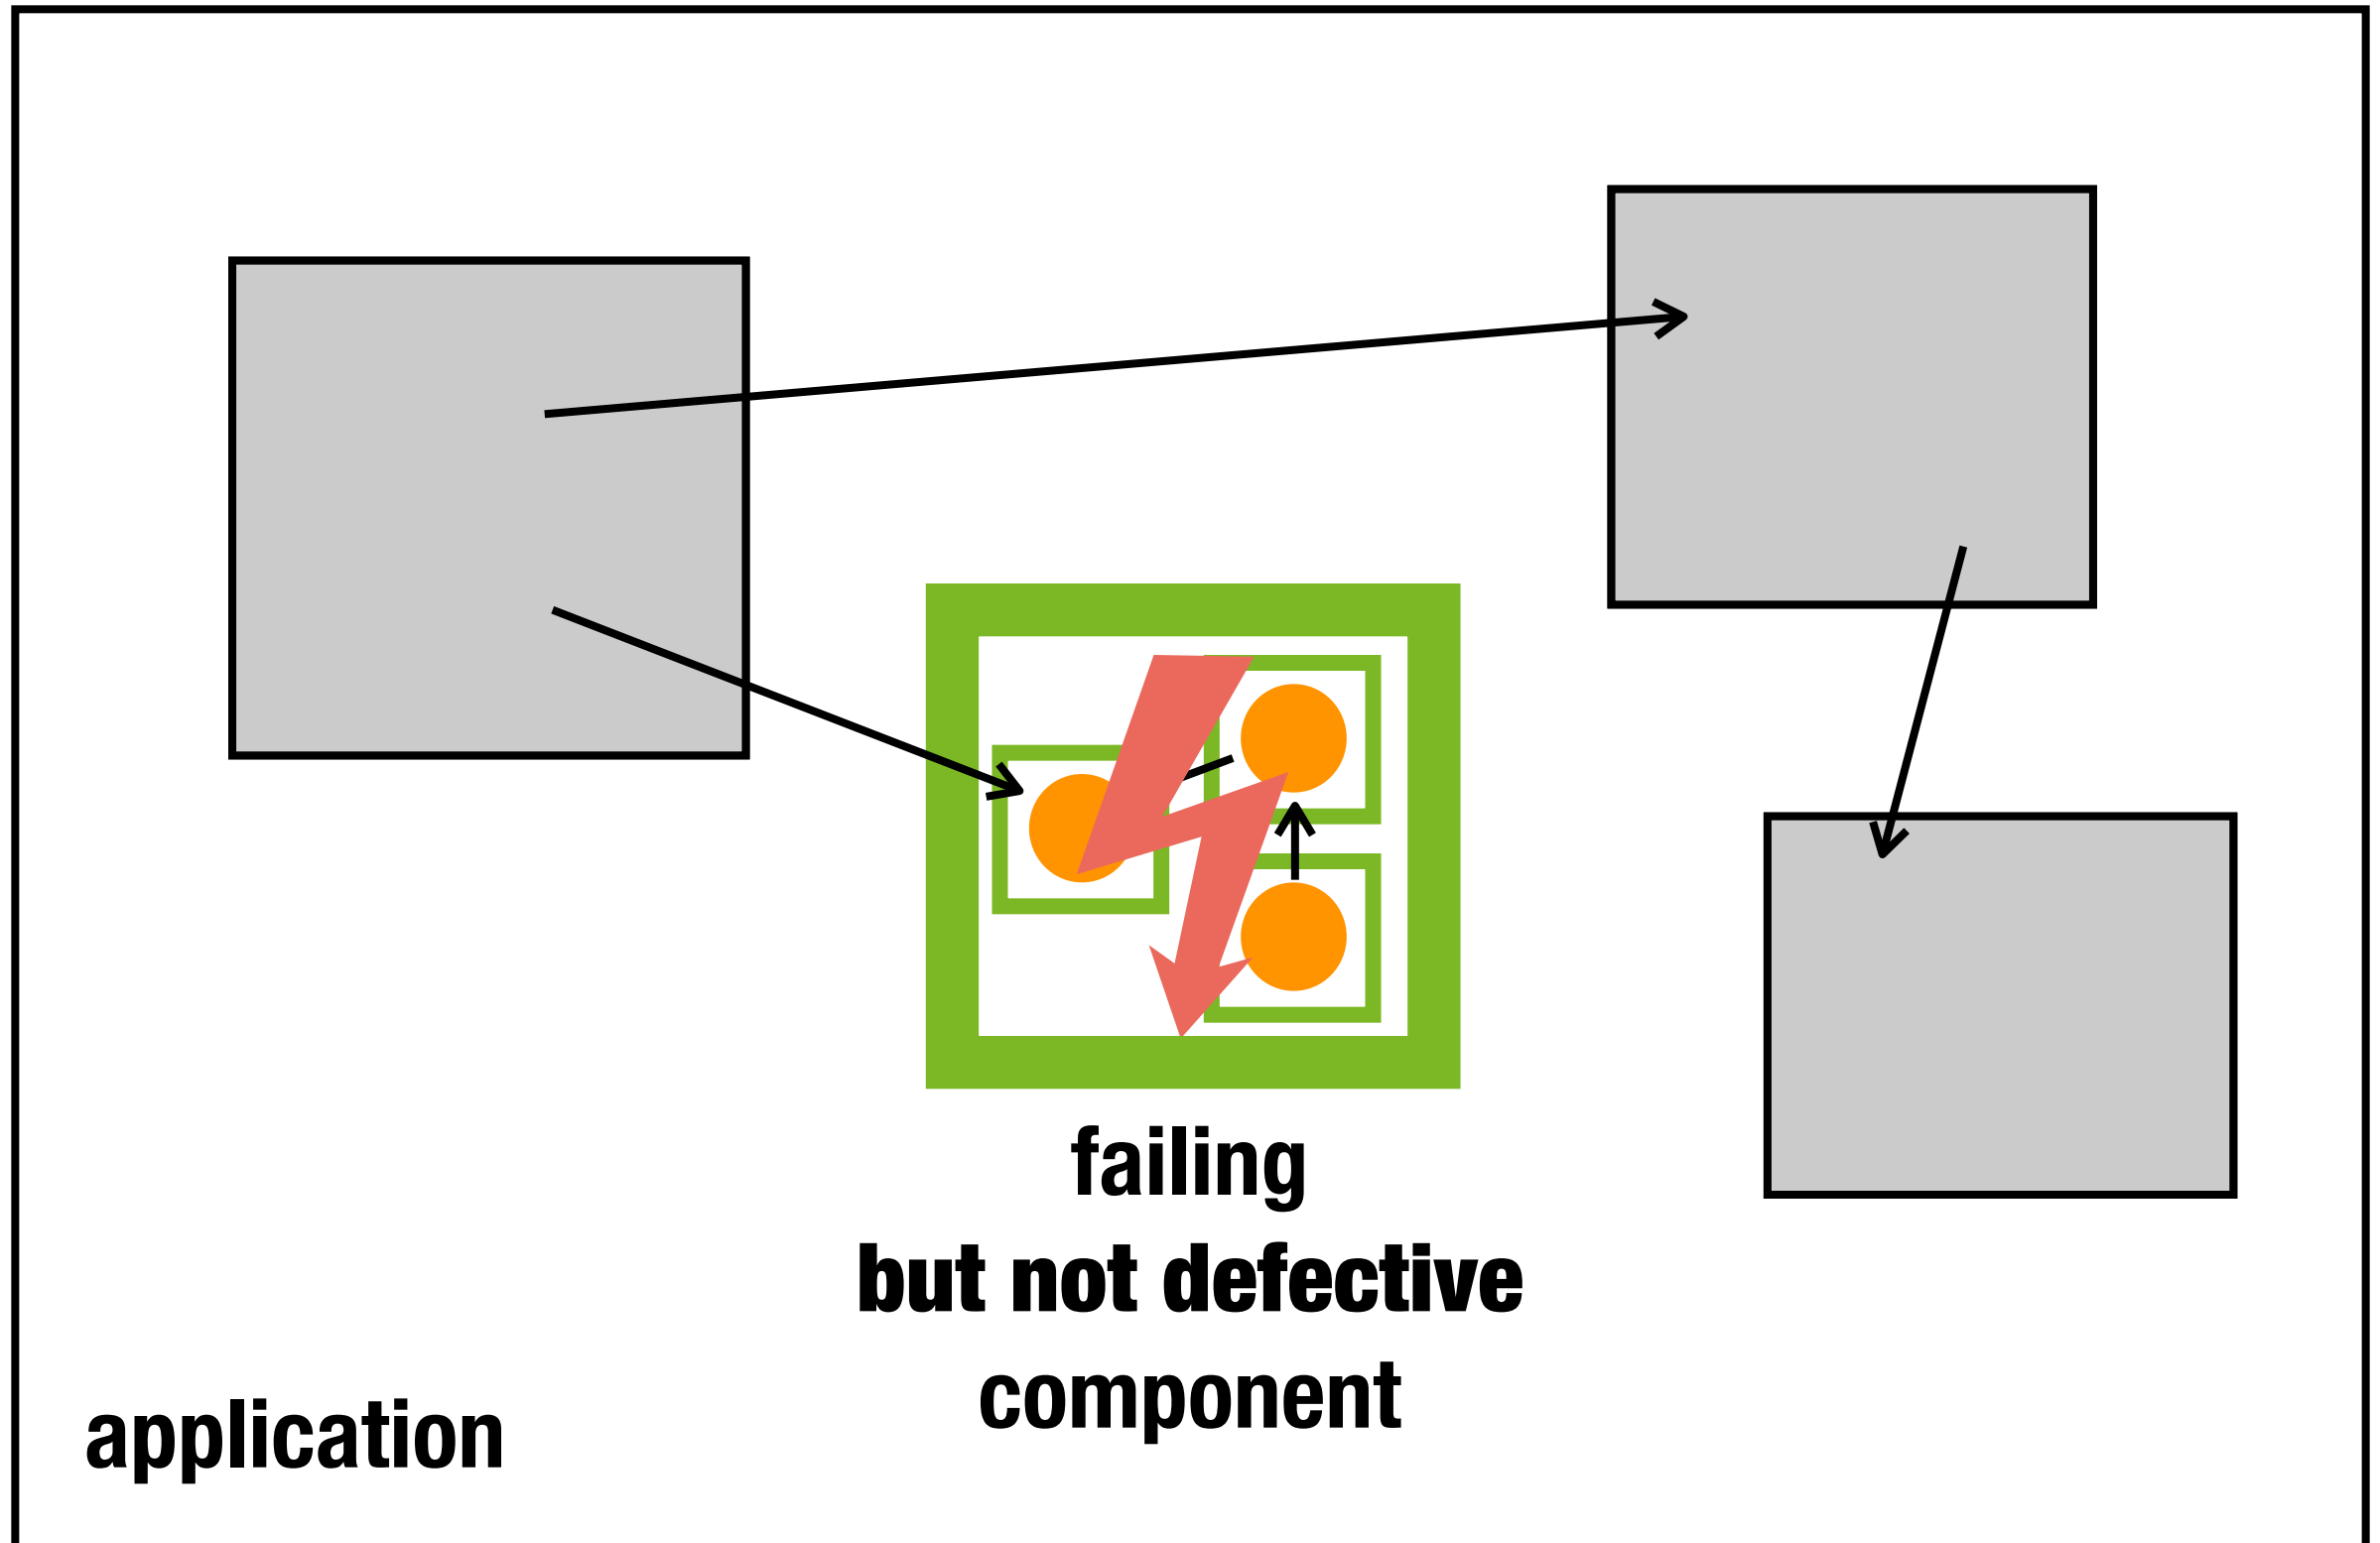 failing
but not defective
component
application